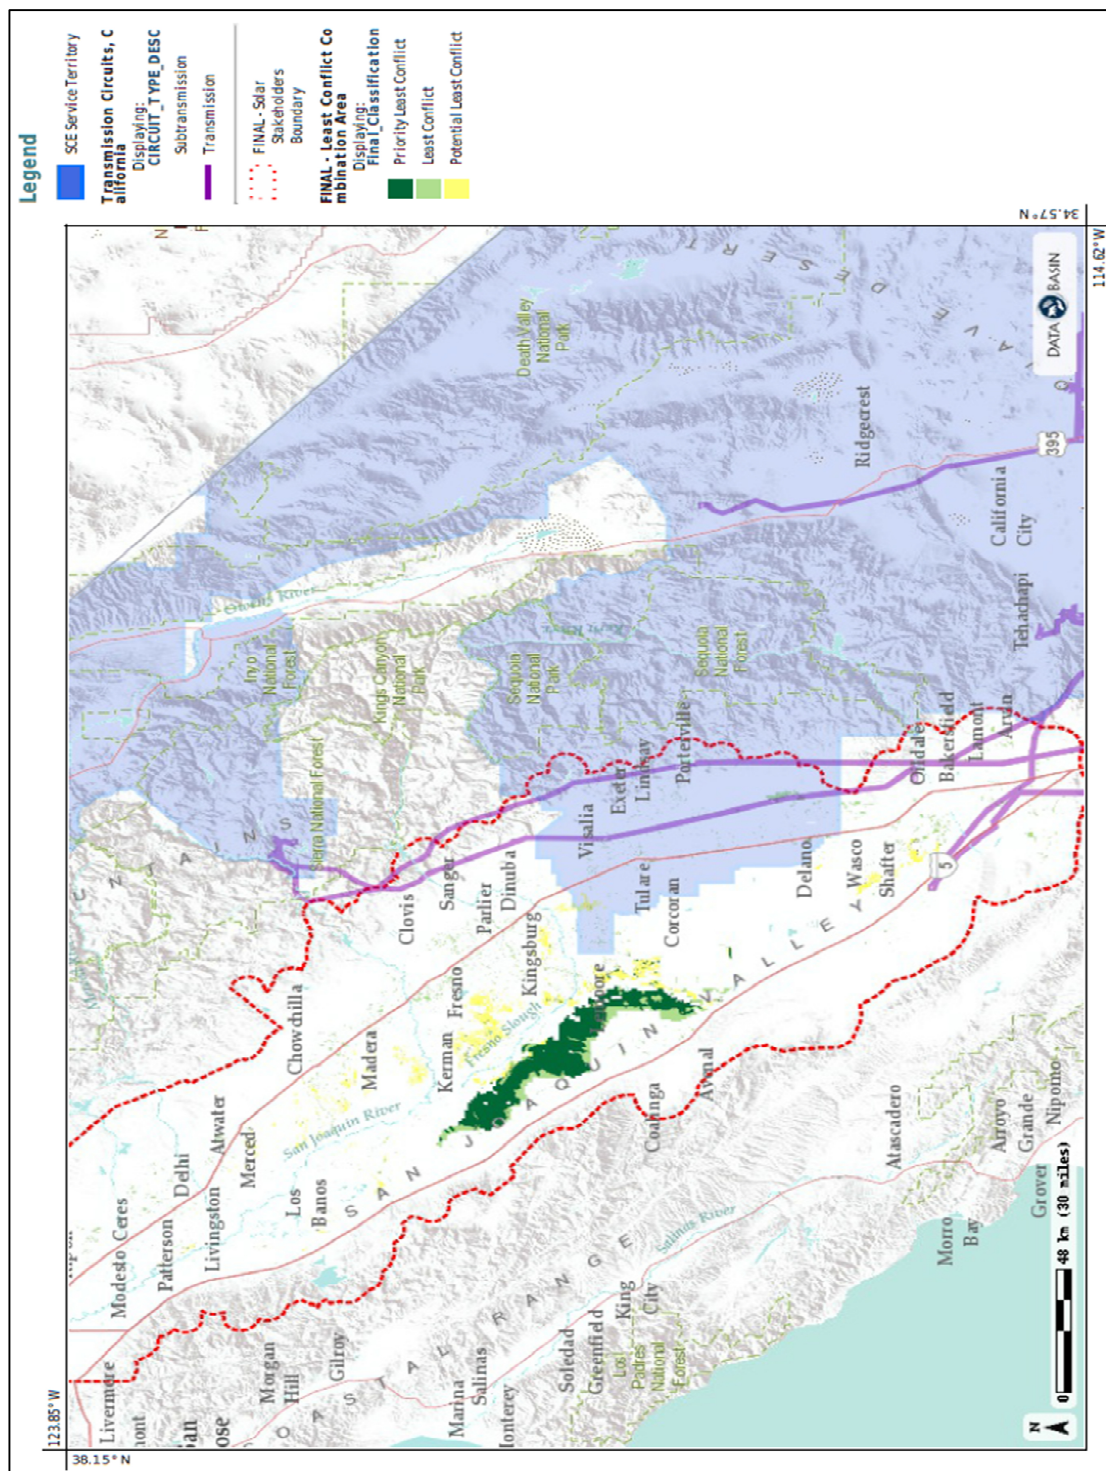 Legend
SCE Service Territory
Transmission Circuits, C
alifornia
Displaying:
CIRCUIT_TYPE_DESC
Subtransmission
Transmission
FINAL - Solar
Stakeholders
Boundary
FINAL - Least Conflict Co
mbination Area
Displaying:
Final_Classification
Priority Least Conflict
Least Conflict
Potential Least Conflict
123.85° W
38.15° N
34.57° N
114.62° W
Livermore
Modesto Ceres
Patterson
Delhi
Livingston
Atwater
Merced
Morgan
Hill
Gilroy
Los
Banos
San Joaquin River
Chowchilla
Madera
Sierra National Forest
Inyo
National
Forest
Owens River
Kings Canyon
National
Park
Clovis
Sanger
Fresno
Kerman
Fresno Slough
Parlier
Dinuba
Kingsburg
Marina
Salinas
Soledad
Greenfield
King
City
Salinas River
Los
Padres
National
Forest
Sequoia
National
Park
Death Valley
National
Park
Visalia
Exeter
Lindsay
Porterville
Tulare
Corcoran
Coalinga
Avenal
SAN JOAQUIN VALLEY
Sequoia
National
Forest
Delano
Wasco
Shafter
Oildale
Bakersfield
Lamont
Arvin
5
Ridgecrest
California
City
Tehachapi
395
Atascadero
Morro
Bay
Arroyo
Grande
Grover
Nipomo
N
0
48 km (30 miles)
DATA BASIN